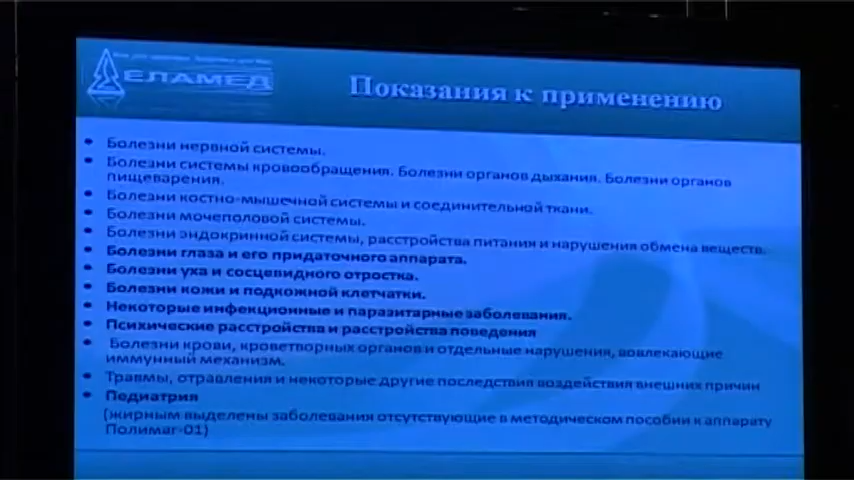 ЕЛАМЕД
Показания к применению
• Болезни нервной системы.
• Болезни системы кровообращения. Болезни органов дыхания. Болезни органов
пищеварения.
• Болезни костно-мышечной системы и соединительной ткани.
• Болезни мочеполовой системы.
• Болезни эндокринной системы, расстройства питания и нарушения обмена веществ.
• Болезни глаза и его придаточного аппарата.
• Болезни уха и сосцевидного отростка.
• Болезни кожи и подкожной клетчатки.
• Некоторые инфекционные и паразитарные заболевания.
• Психические расстройства и расстройства поведения
• Болезни крови, кроветворных органов и отдельные нарушения, вовлекающие
иммунный механизм.
• Травмы, отравления и некоторые другие последствия воздействия внешних причин
• Педиатрия
(жирным выделены заболевания отсутствующие в методическом пособии к аппарату
Полимаг-01)